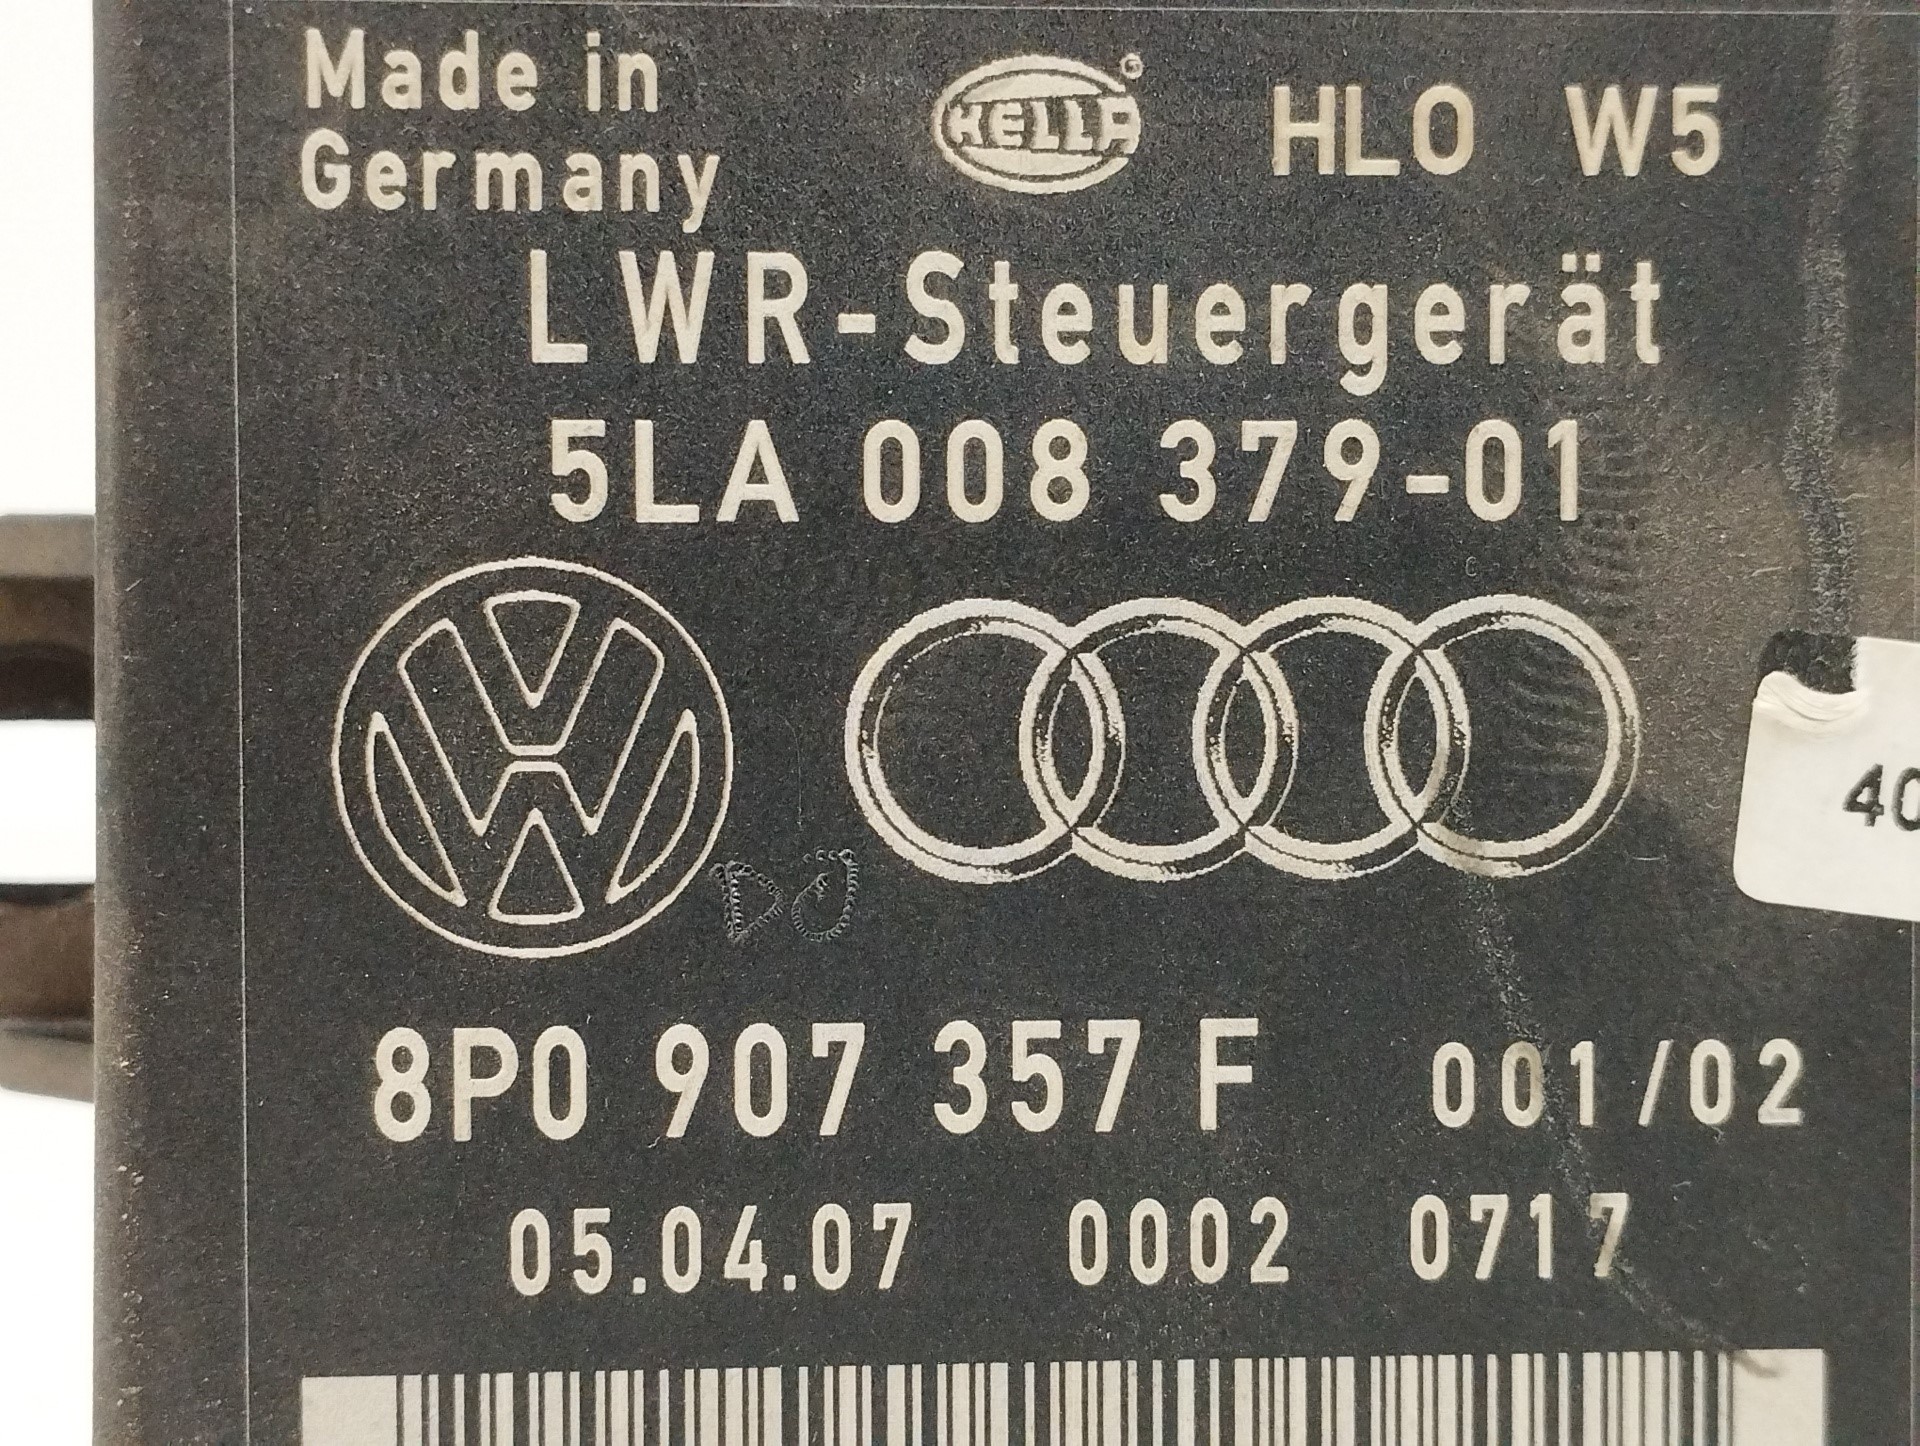 Made in
Germany
HELLA
HLO W5
LWR-Steuergerät
5LA 008 379-01
40
8P0 907 357 F 001/02
05.04.07 0002 0717